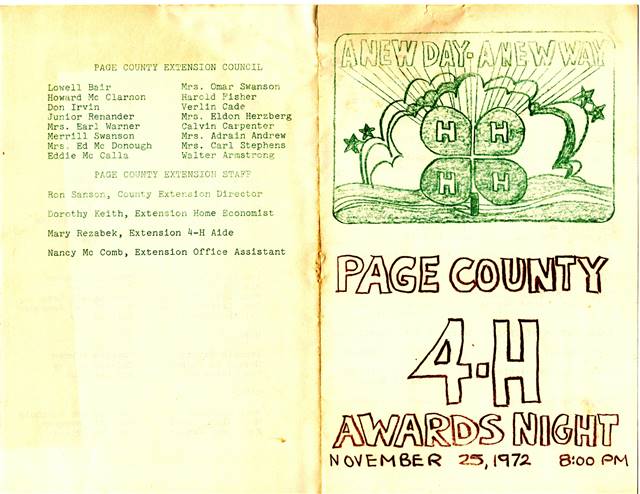 PAGE COUNTY EXTENSION COUNCIL
Lowell Bair Mrs. Omar Swanson
Howard Mc Clarnon Harold Fisher
Don Irvin Verlin Cade
Junior Renander Mrs. Eldon Herzberg
Mrs. Earl Warner Calvin Carpenter
Merrill Swanson Mrs. Adrain Andrew
Mrs. Ed Mc Donough Mrs. Carl Stephens
Eddie Mc Calla Walter Armstrong
PAGE COUNTY EXTENSION STAFF
Ron Sanson, County Extension Director
Dorothy Keith, Extension Home Economist
Mary Rezabek, Extension 4-H Aide
Nancy Mc Comb, Extension Office Assistant
A NEW DAY - A NEW WAY
H H
H H
PAGE COUNTY
4-H
AWARDS NIGHT
NOVEMBER 25, 1972 8:00 PM